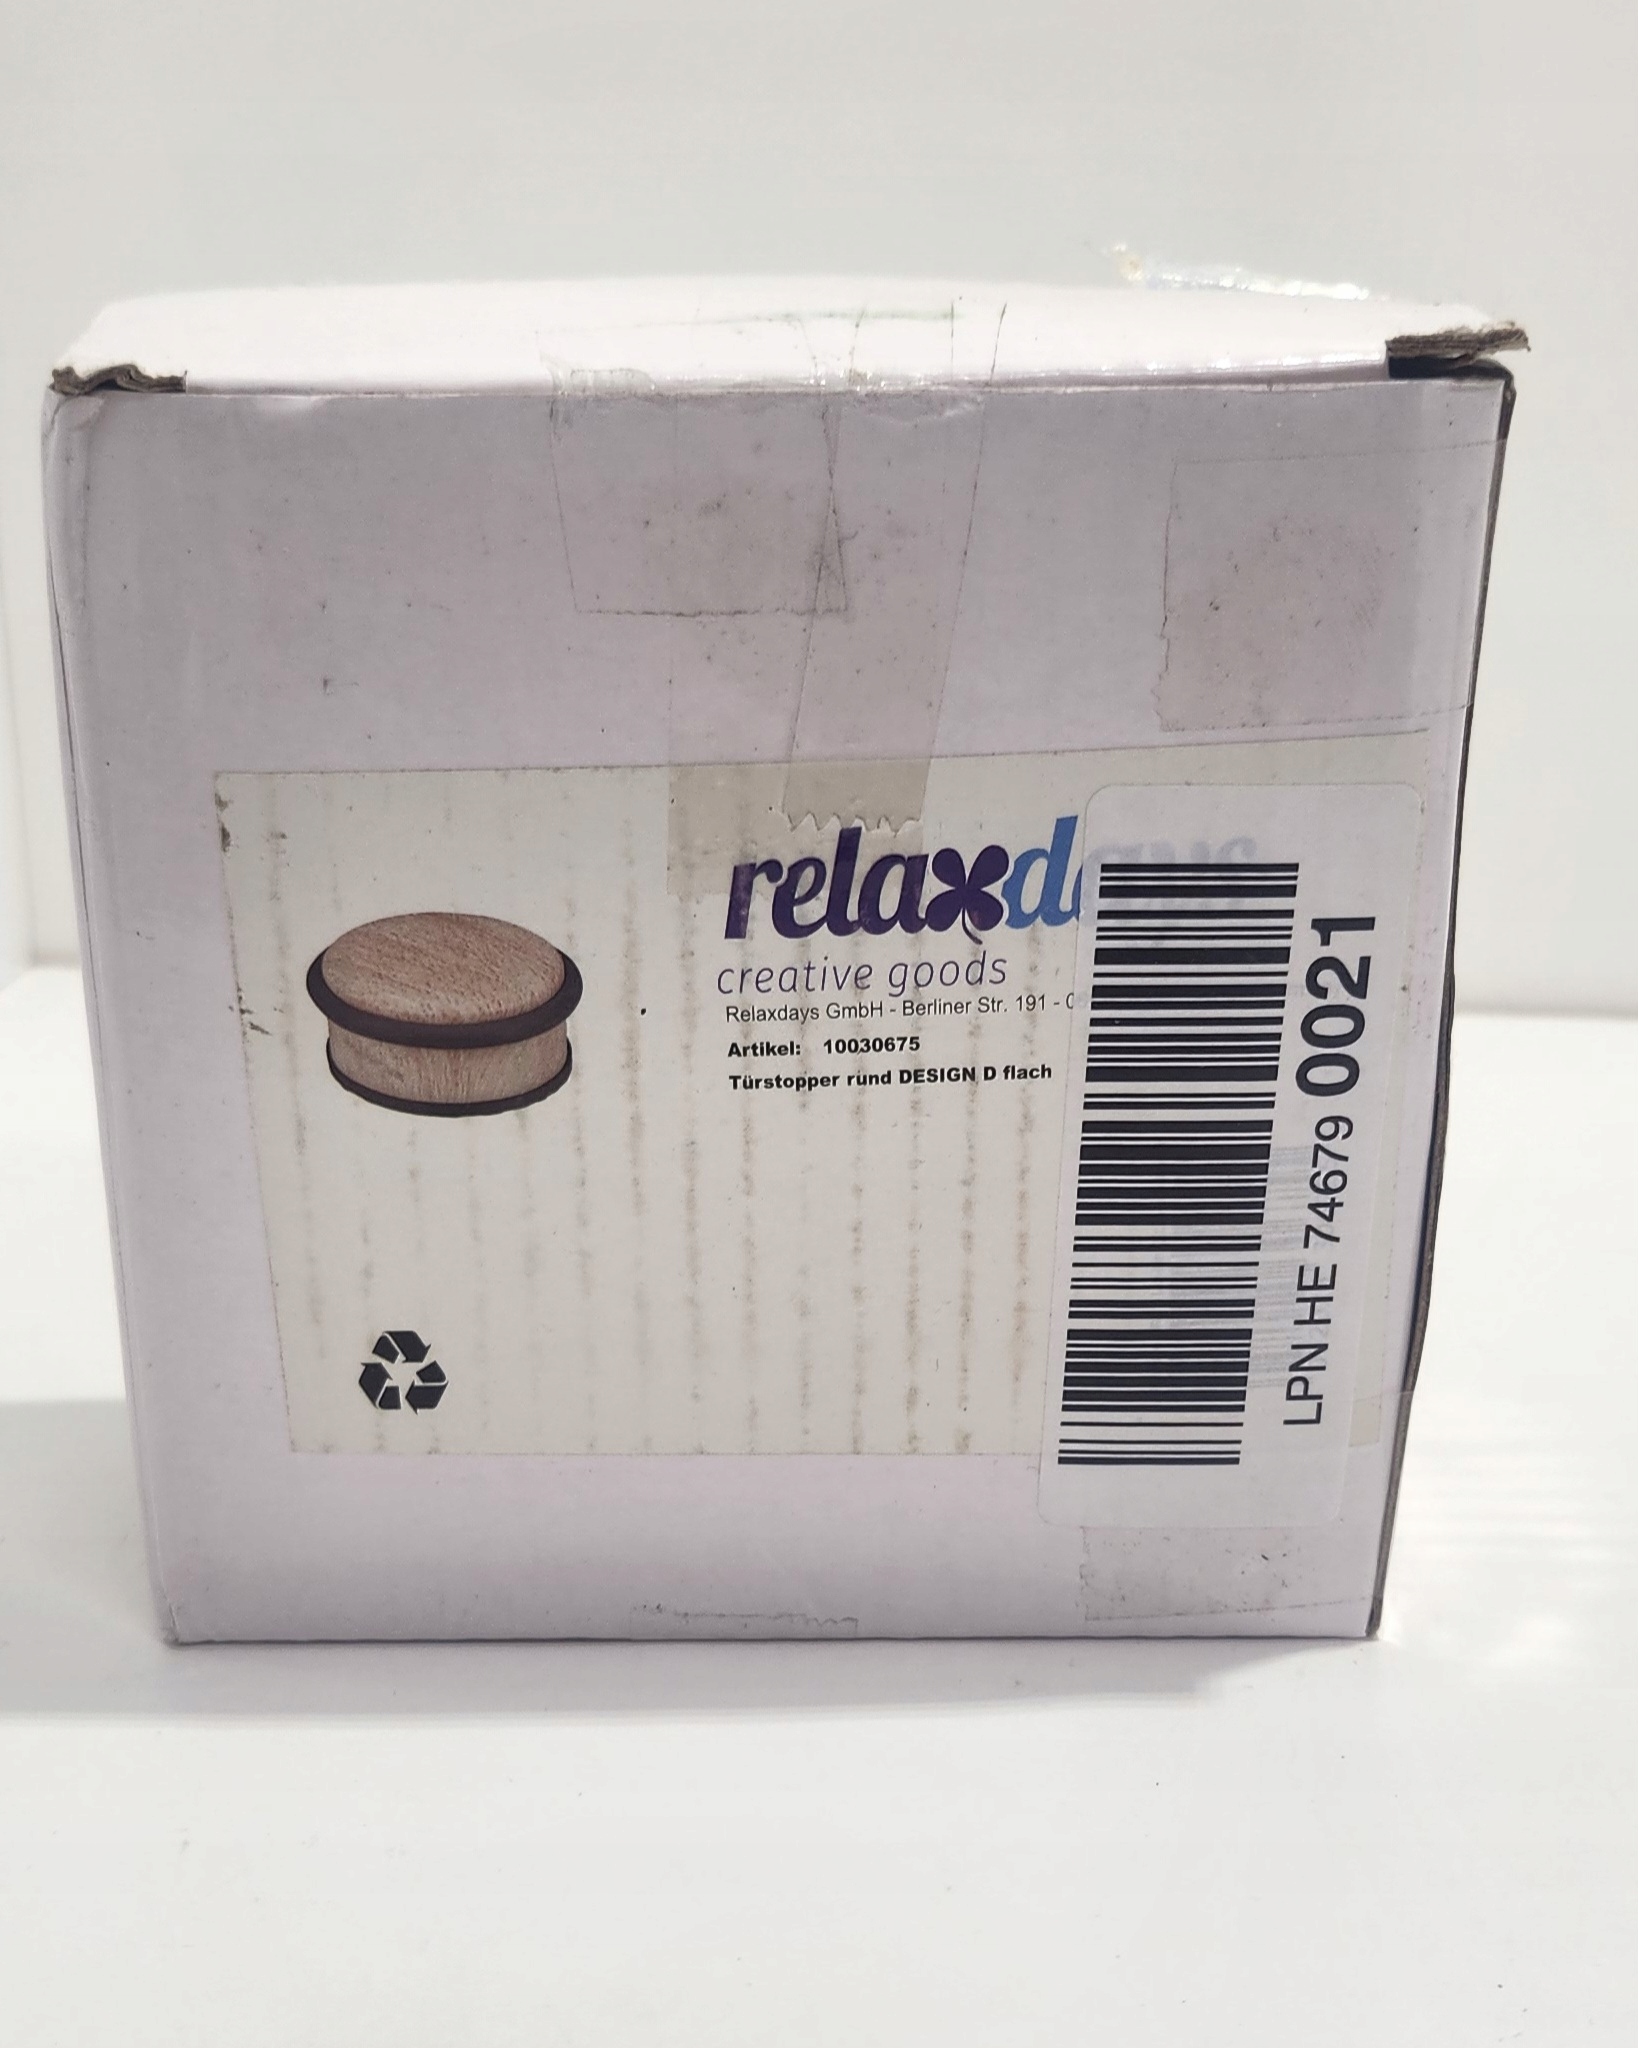 relaxd
creative goods
Relaxdays GmbH - Berliner Str. 191 -
Artikel: 10030675
Türstopper rund DESIGN D flach
LPN HE 74679 0021